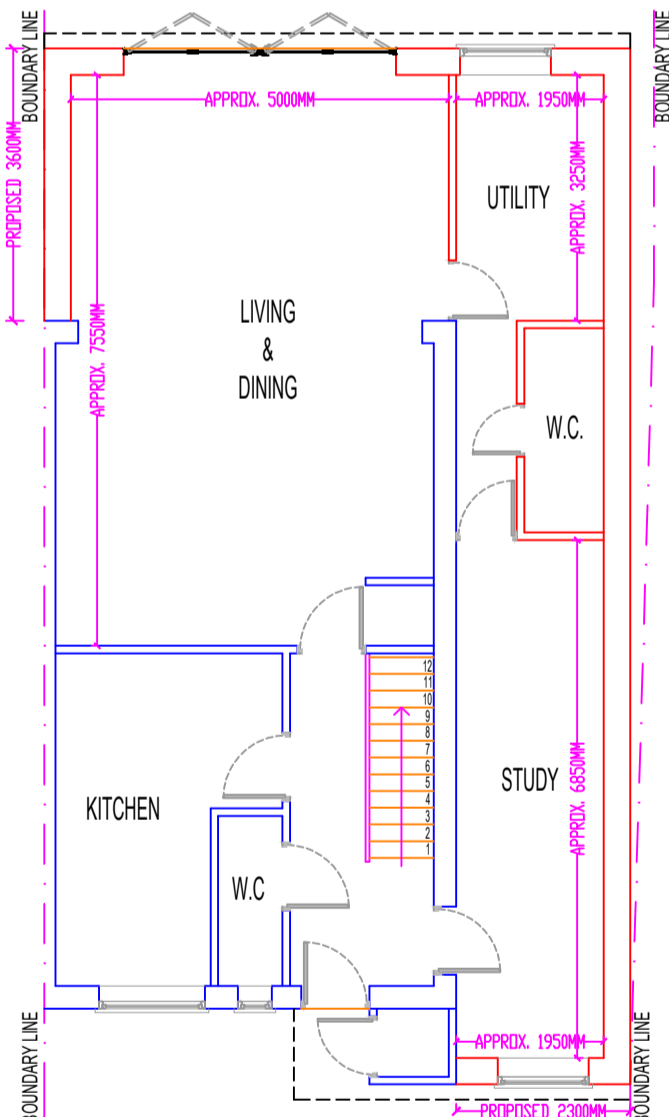 BOUNDARY LINE
BOUNDARY LINE
PROPOSED 3600MM
APPROX. 5000MM
APPROX. 1950MM
UTILITY
APPROX. 3250MM
LIVING
&
DINING
APPROX. 7550MM
W.C.
12
11
10
9
8
7
6
5
4
3
2
1
KITCHEN
STUDY
APPROX. 6850MM
W.C
BOUNDARY LINE
BOUNDARY LINE
APPROX. 1950MM
PROPOSED 2300MM